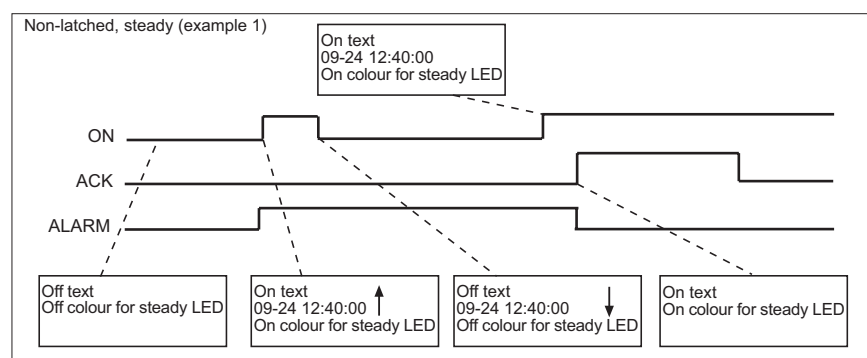 Non-latched, steady (example 1)
On text
09-24 12:40:00
On colour for steady LED
ON
ACK
ALARM
Off text
Off colour for steady LED
On text
09-24 12:40:00
On colour for steady LED
Off text
09-24 12:40:00
Off colour for steady LED
On text
On colour for steady LED